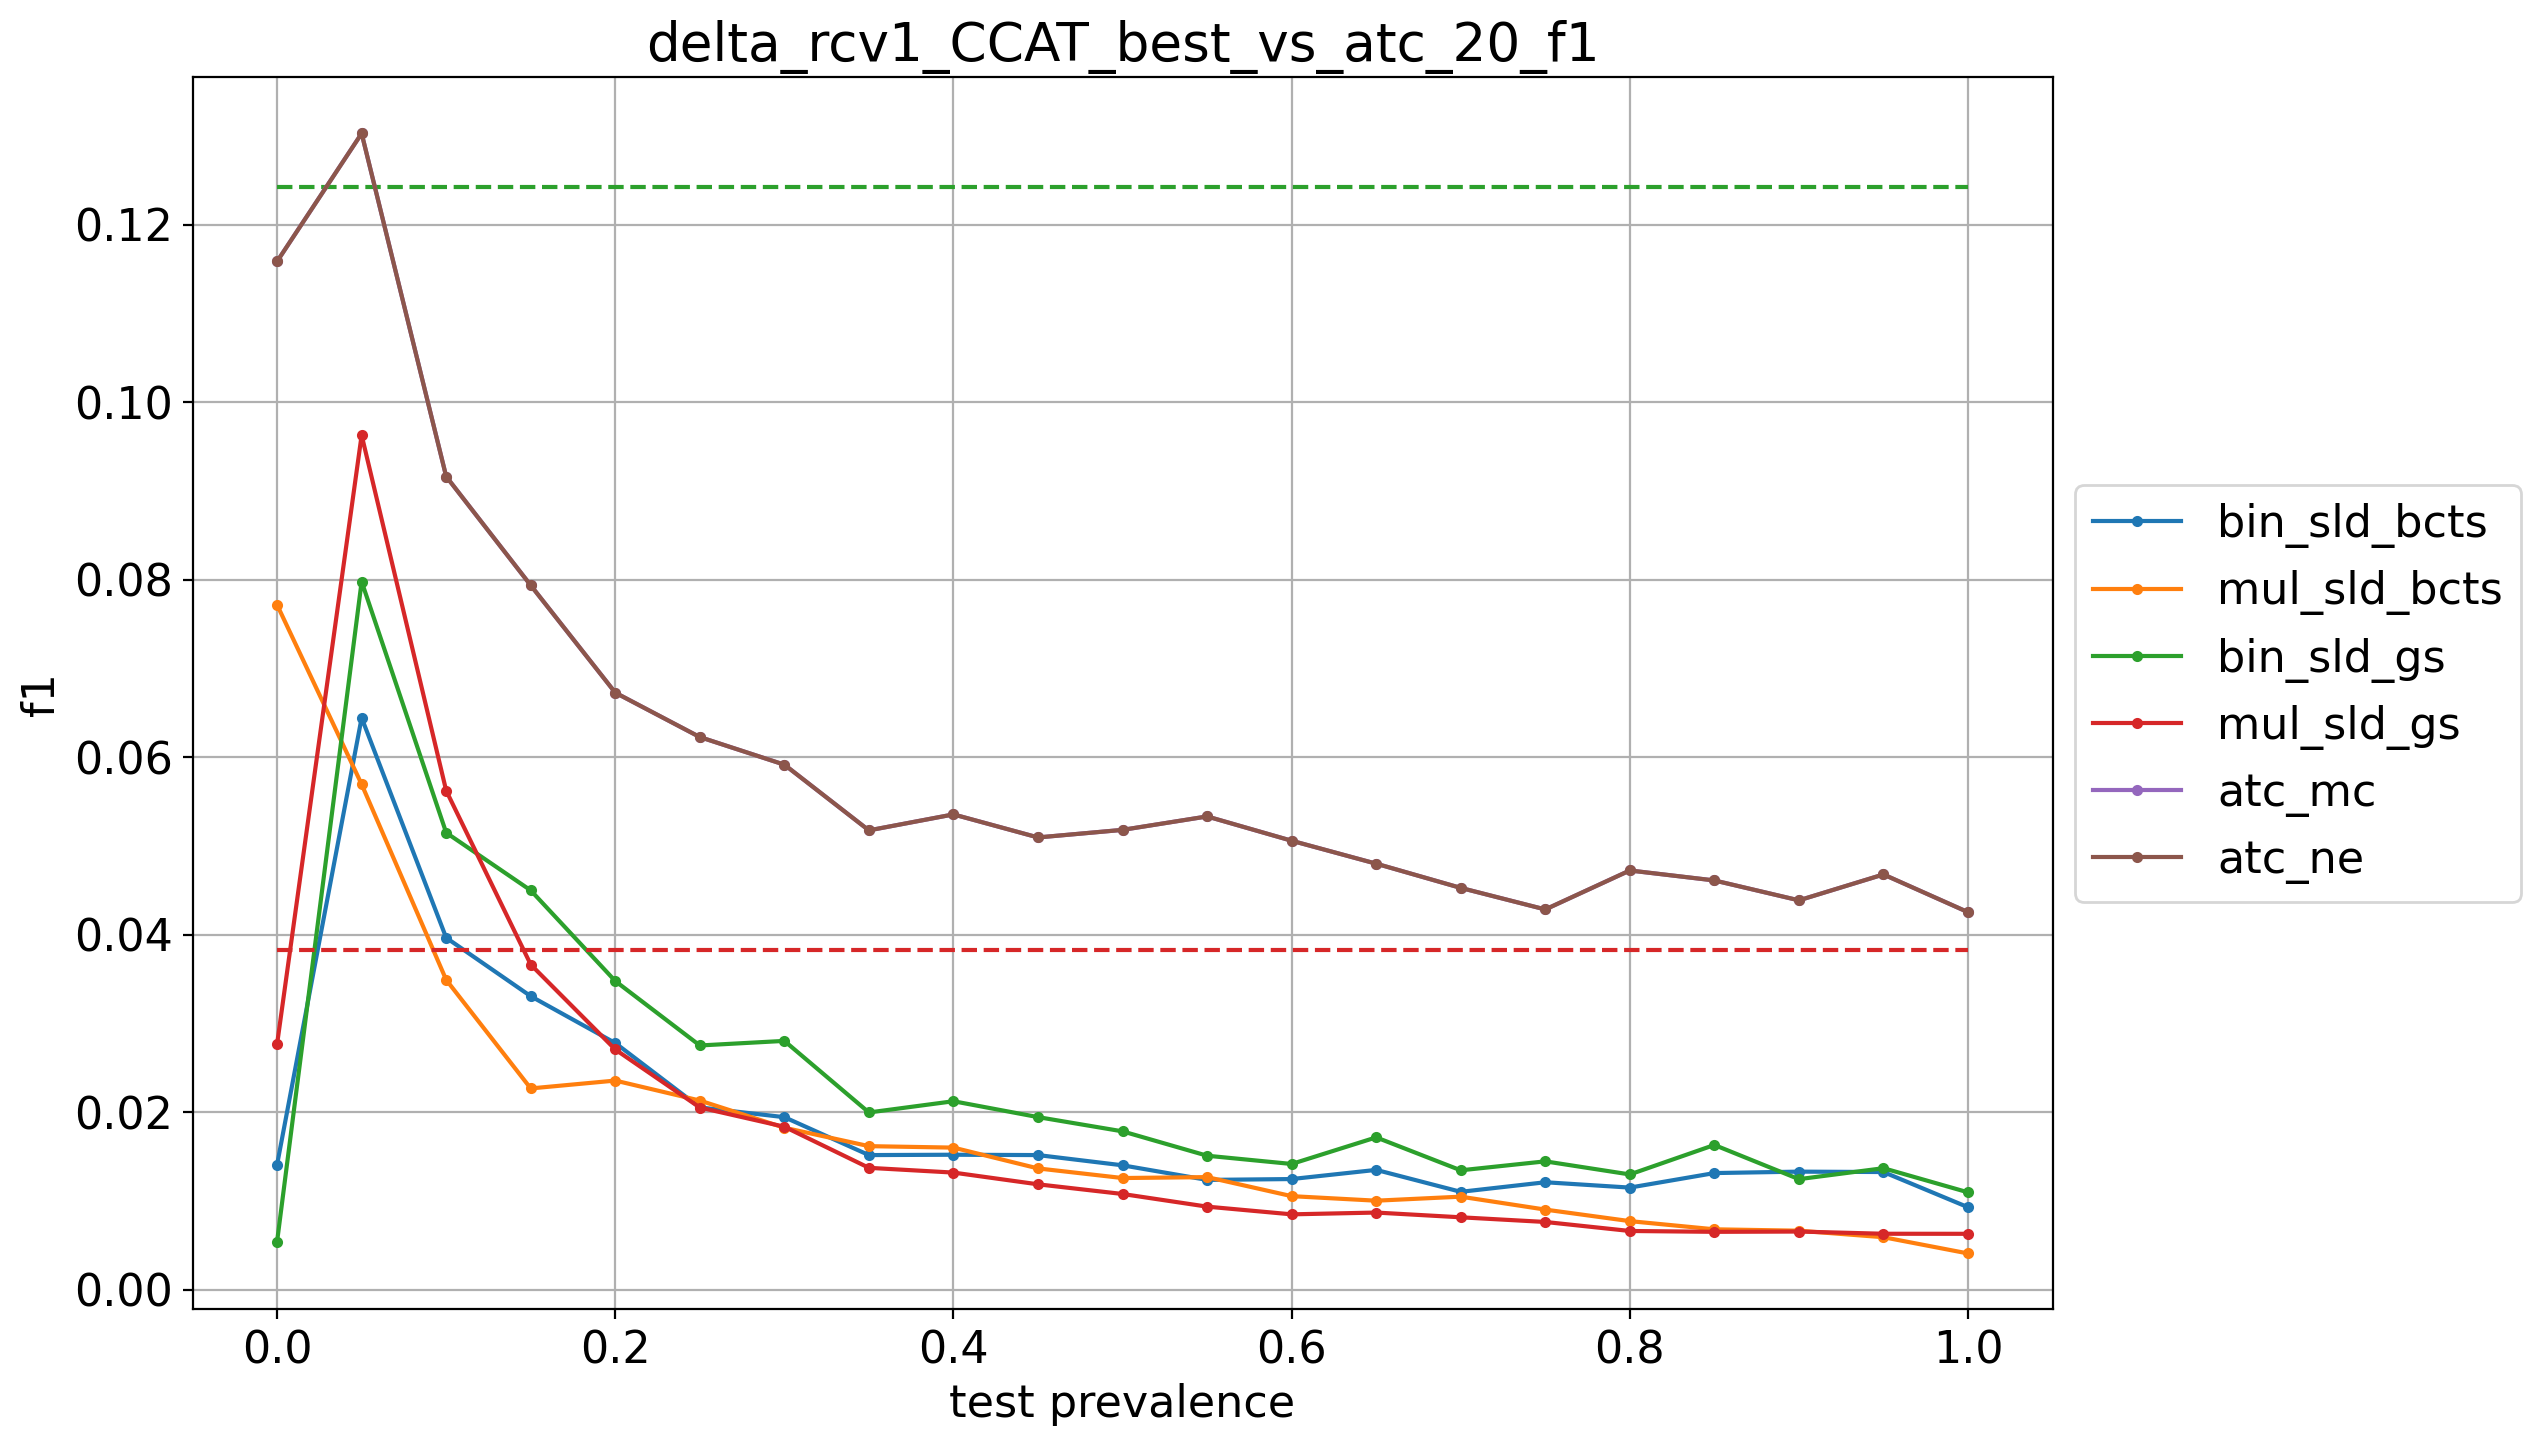 delta_rcv1_CCAT_best_vs_atc_20_f1
0.12
0.10
0.08
0.06
0.04
0.02
0.00
f1
0.0 0.2 0.4 0.6 0.8 1.0
test prevalence
bin_sld_bcts
mul_sld_bcts
bin_sld_gs
mul_sld_gs
atc_mc
atc_ne